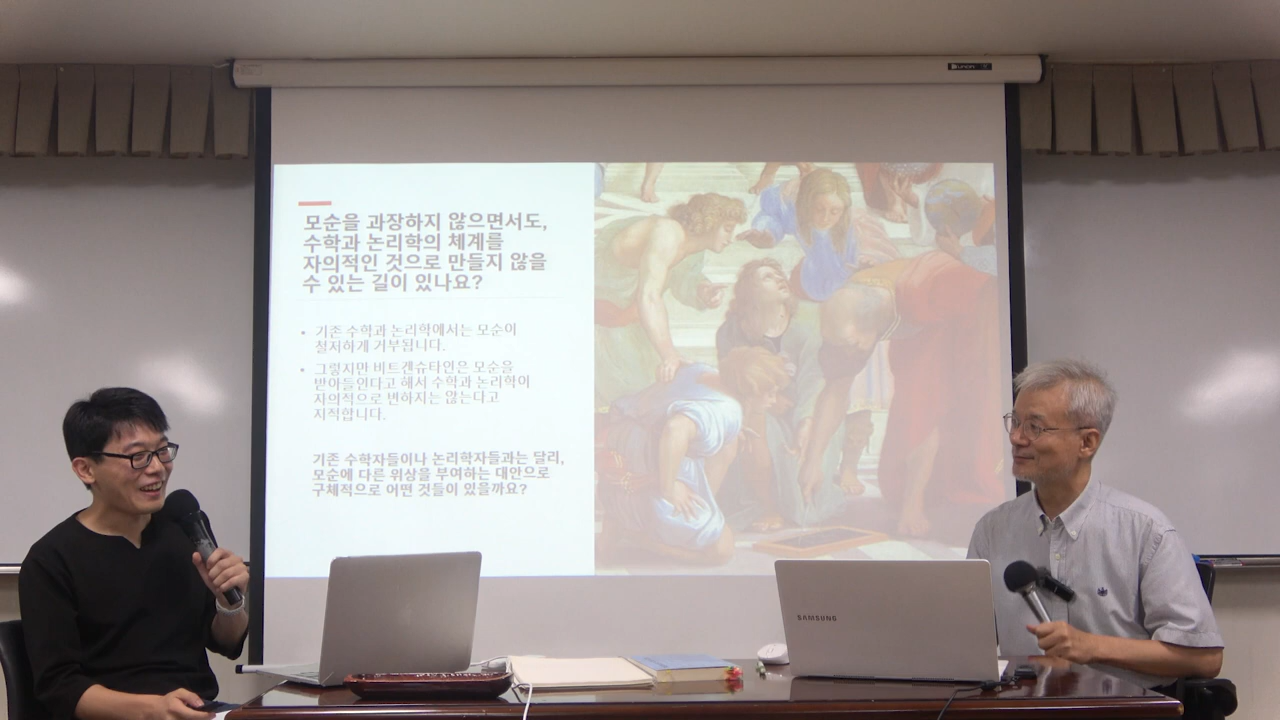 모순을 과장하지 않으면서도,
수학과 논리학의 체계를
자의적인 것으로 만들지 않을
수 있는 길이 있나요?
• 기존 수학과 논리학에서는 모순이
철저하게 거부됩니다.
• 그렇지만 비트겐슈타인은 모순을
받아들인다고 해서 수학과 논리학이
자의적으로 변하지는 않는다고
지적합니다.
기존 수학자들이나 논리학자들과는 달리,
모순에 다른 위상을 부여하는 대안으로
구체적으로 어떤 것들이 있을까요?
SAMSUNG